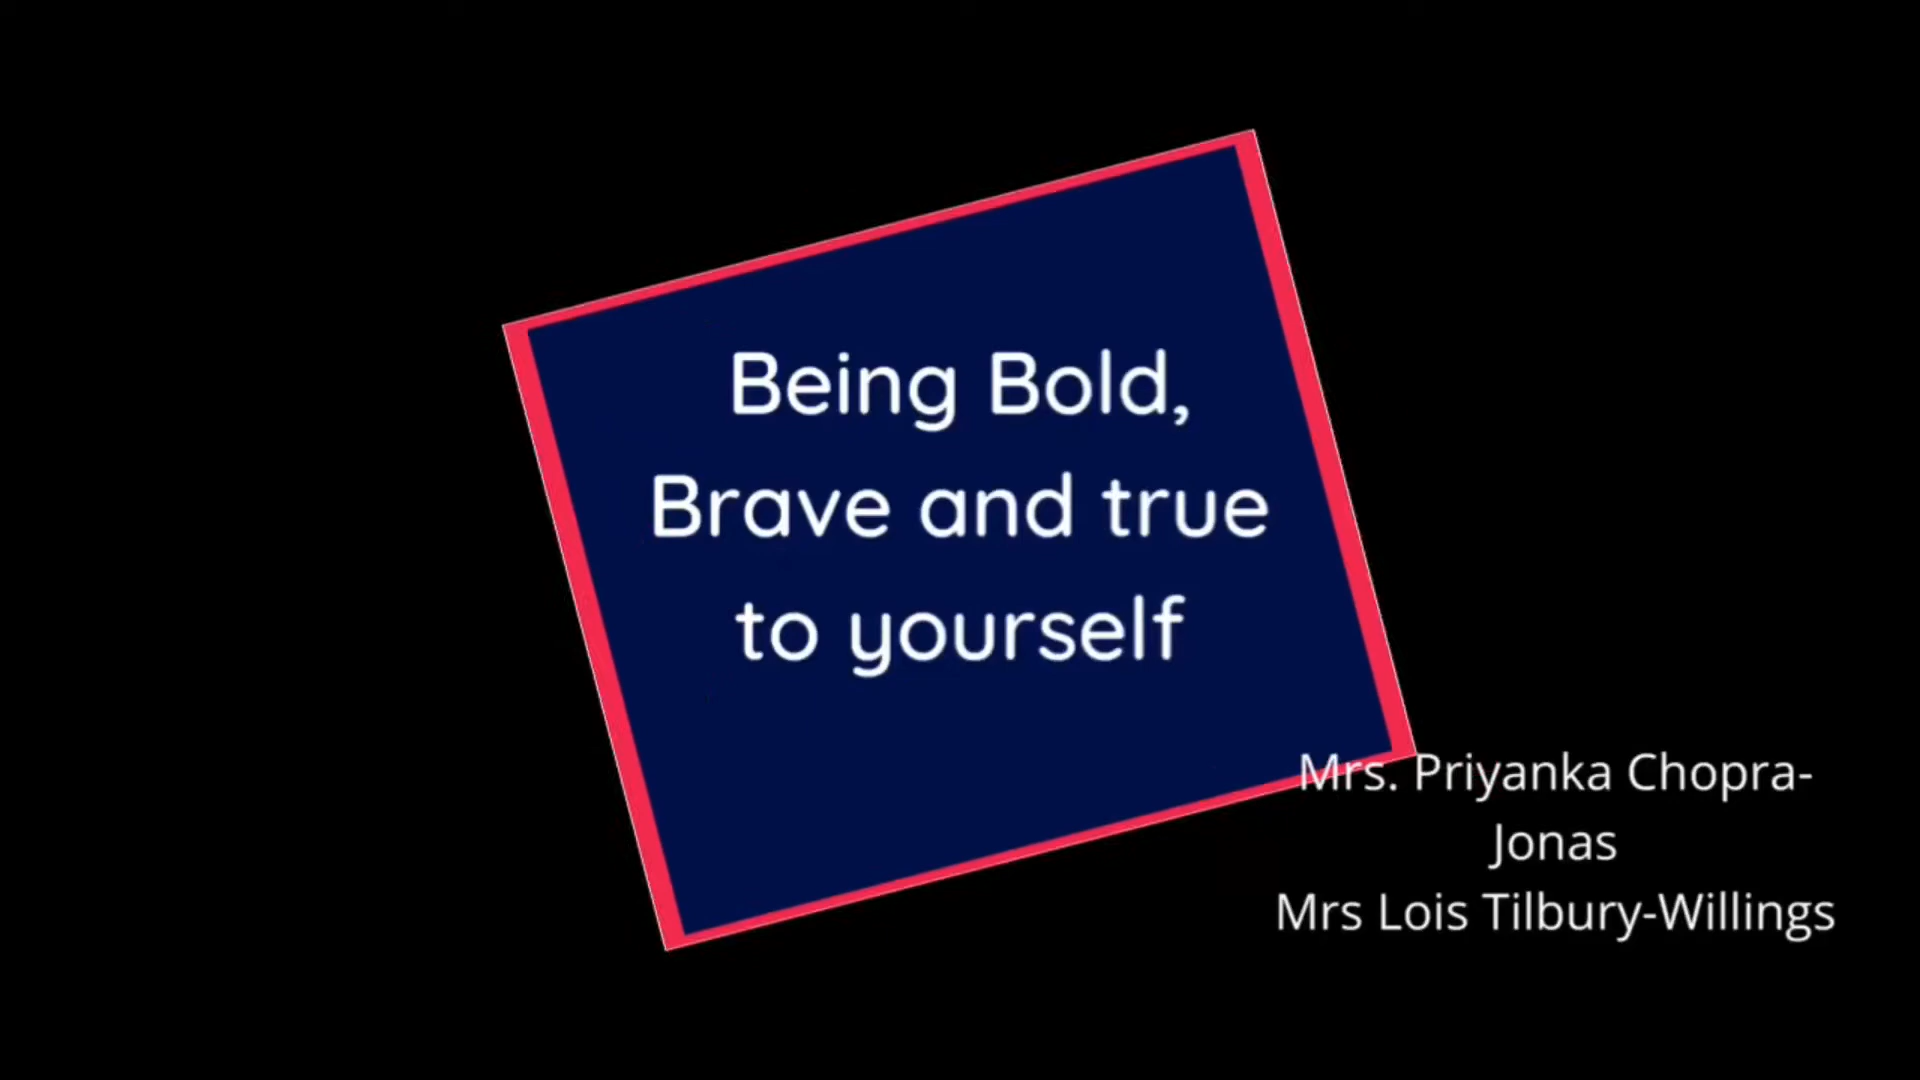 Being Bold,
Brave and true
to yourself
Mrs. Priyanka Chopra-
Jonas
Mrs Lois Tilbury-Willings